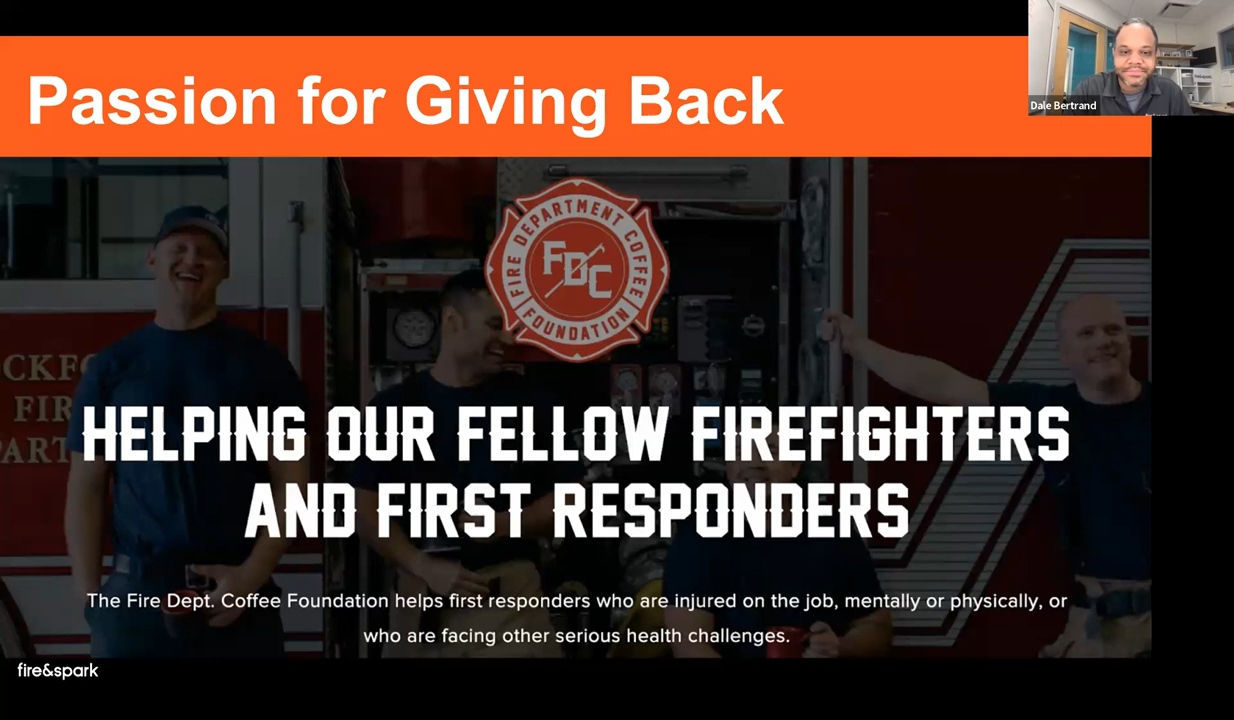 Passion for Giving Back
Dale Bertrand
FIRE DEPARTMENT COFFEE
FDC
FOUNDATION
HELPING OUR FELLOW FIREFIGHTERS
AND FIRST RESPONDERS
The Fire Dept. Coffee Foundation helps first responders who are injured on the job, mentally or physically, or
who are facing other serious health challenges.
fire&spark